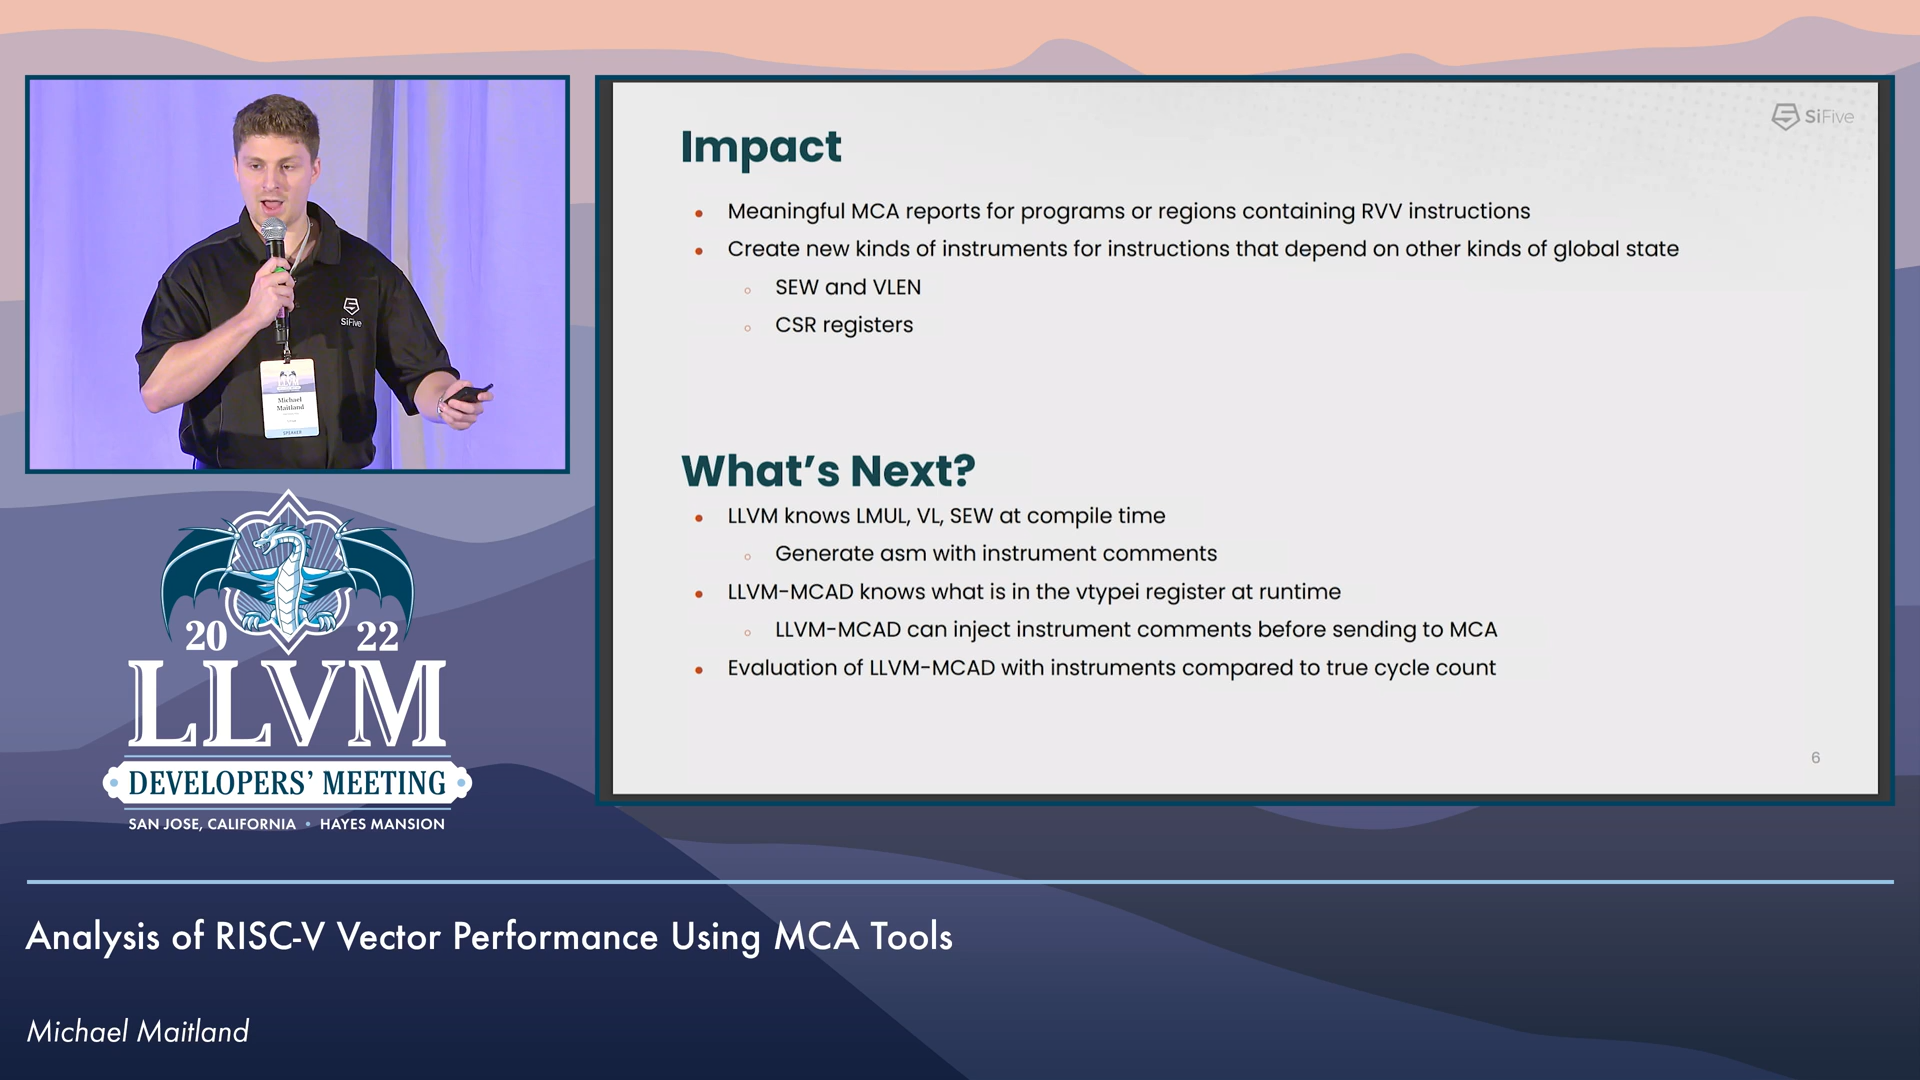 SiFive
Impact
Meaningful MCA reports for programs or regions containing RVV instructions
Create new kinds of instruments for instructions that depend on other kinds of global state
SEW and VLEN
CSR registers
What's Next?
LLVM knows LMUL, VL, SEW at compile time
Generate asm with instrument comments
LLVM-MCAD knows what is in the vtypei register at runtime
LLVM-MCAD can inject instrument comments before sending to MCA
Evaluation of LLVM-MCAD with instruments compared to true cycle count
6
SiFive
LLVM
Michael
Maitland
SPEAKER
20 22
LLVM
DEVELOPERS' MEETING
SAN JOSE, CALIFORNIA • HAYES MANSION
Analysis of RISC-V Vector Performance Using MCA Tools
Michael Maitland